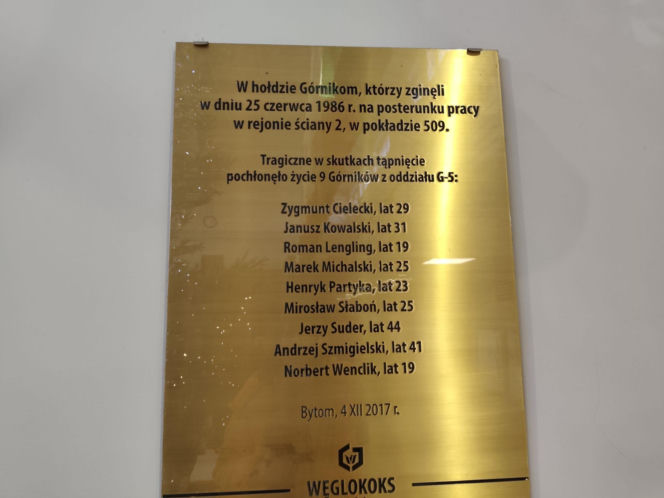 W hołdzie Górnikom, którzy zginęli
w dniu 25 czerwca 1986 r. na posterunku pracy
w rejonie ściany 2, w pokładzie 509.
Tragiczne w skutkach tąpnięcie
pochłonęło życie 9 Górników z oddziału G-5:
Zygmunt Cielecki, lat 29
Janusz Kowalski, lat 31
Roman Lengling, lat 19
Marek Michalski, lat 25
Henryk Partyka, lat 23
Mirosław Słaboń, lat 25
Jerzy Suder, lat 44
Andrzej Szmigielski, lat 41
Norbert Wenclik, lat 19
Bytom, 4 XII 2017 r.
WĘGLOKOKS